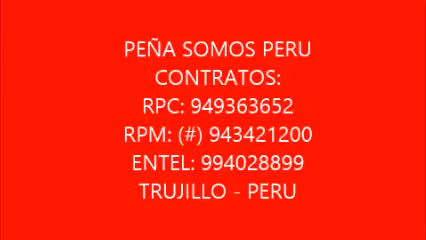 PEÑA SOMOS PERU
CONTRATOS:
RPC: 949363652
RPM: (#) 943421200
ENTEL: 994028899
TRUJILLO - PERU